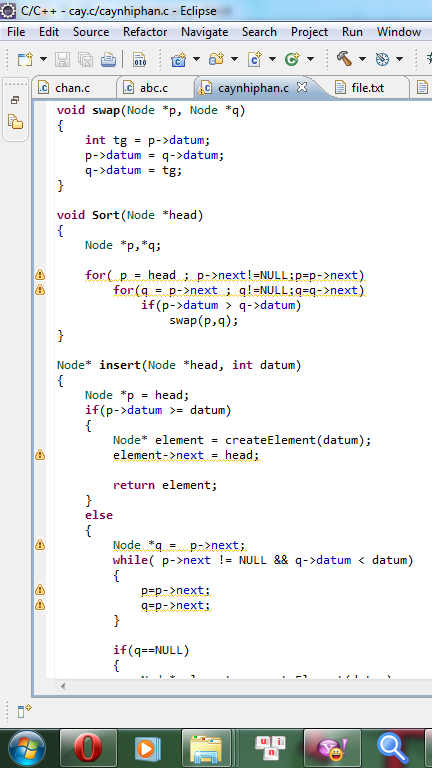 C/C++ - cay.c/caynhiphan.c - Eclipse
File Edit Source Refactor Navigate Search Project Run Window
010
chan.c abc.c caynhiphan.c file.txt
void swap(Node *p, Node *q)
{
int tg = p->datum;
p->datum = q->datum;
q->datum = tg;
}
void Sort(Node *head)
{
Node *p,*q;
for( p = head ; p->next!=NULL;p=p->next)
for(q = p->next ; q!=NULL;q=q->next)
if(p->datum > q->datum)
swap(p,q);
}
Node* insert(Node *head, int datum)
{
Node *p = head;
if(p->datum >= datum)
{
Node* element = createElement(datum);
element->next = head;
return element;
}
else
{
Node *q =  p->next;
while( p->next != NULL && q->datum < datum)
{
p=p->next;
q=p->next;
}
if(q==NULL)
{